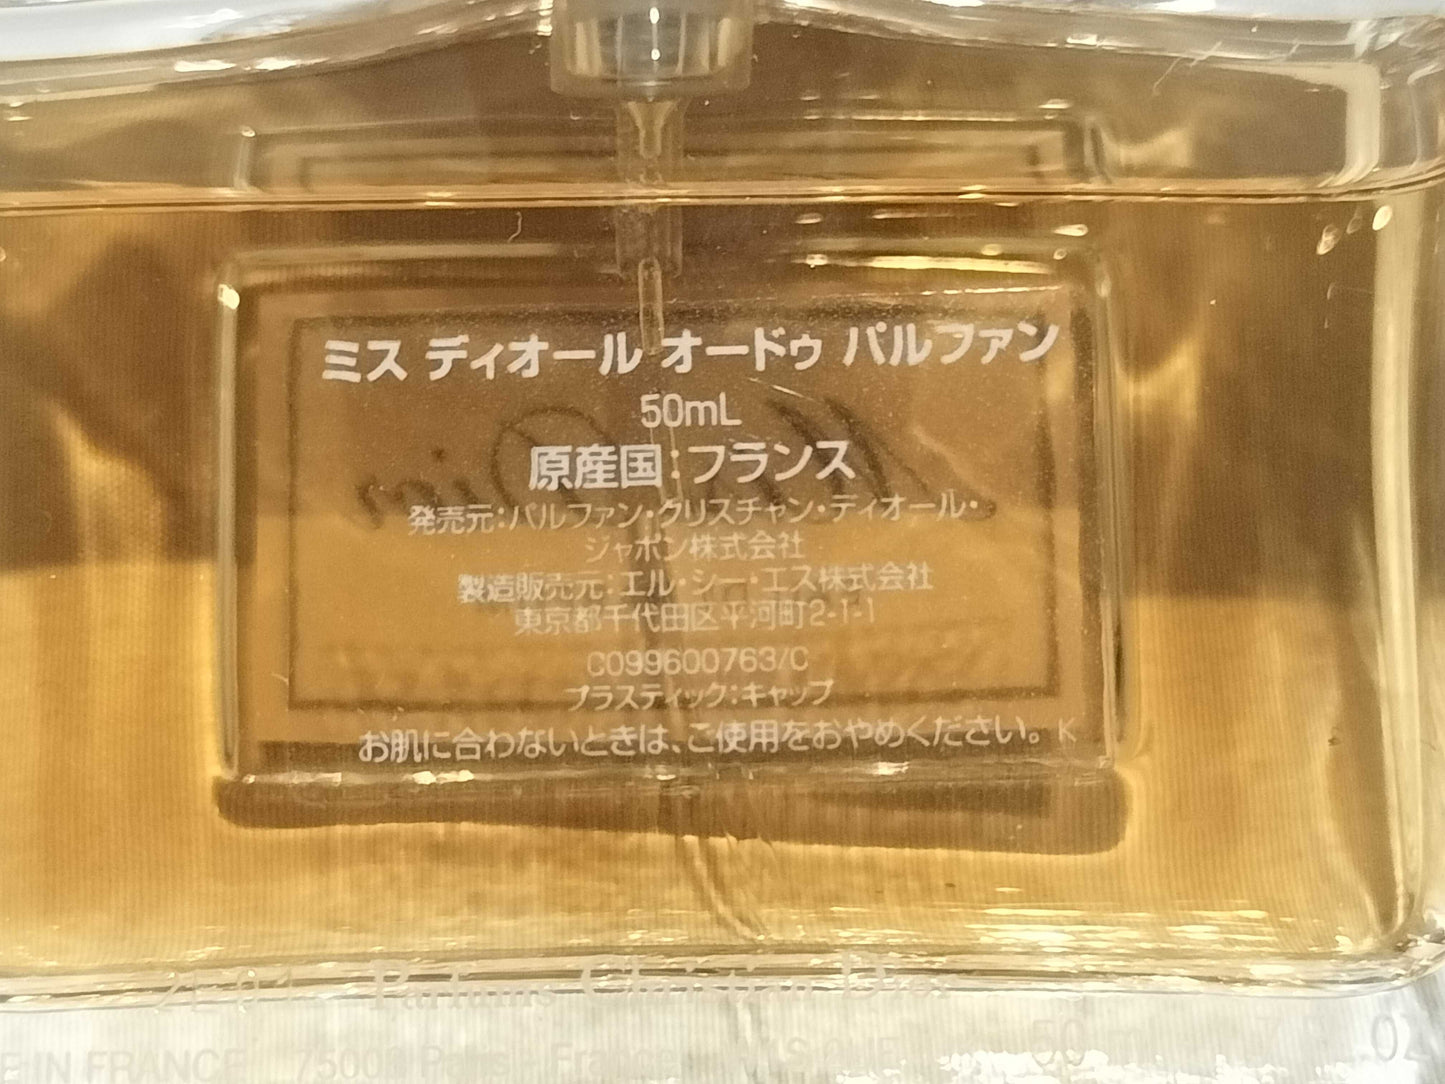 ミス ディオール オードゥ パルファン
50mL
原産国：フランス
発売元：パルファン・クリスチャン・ディオール・
ジャポン株式会社
製造販売元：エル・シー・エス株式会社
東京都千代田区平河町2-1-1
C099600763/C
プラスティック：キャップ
お肌に合わないときは、ご使用をおやめください。K
Parfums Christian Dior
IN FRANCE Paris France 50 m